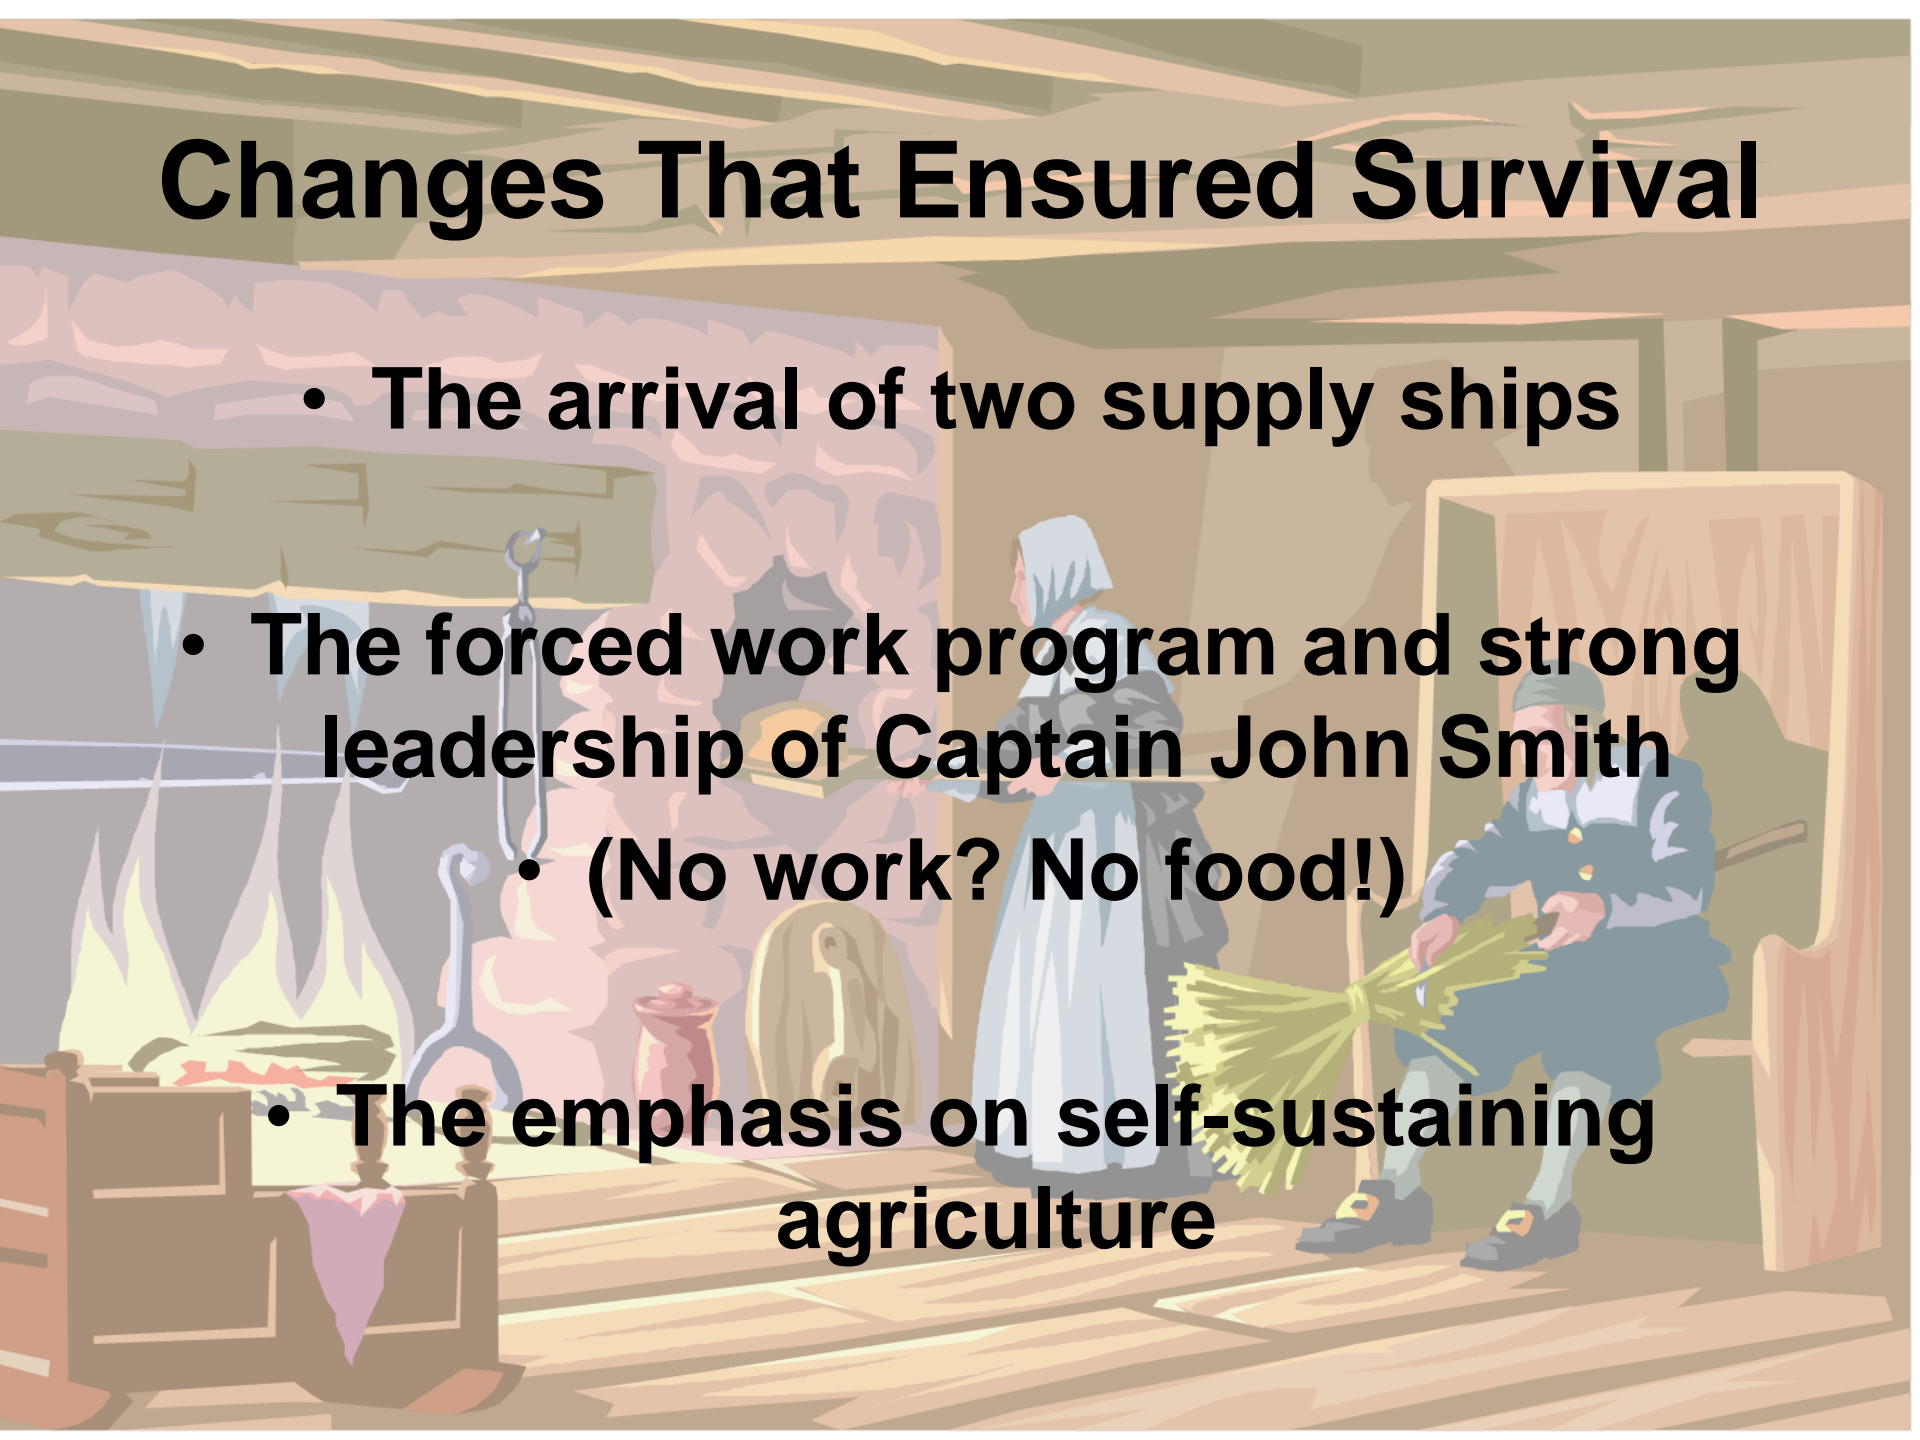 Changes That Ensured Survival
• The arrival of two supply ships
• The forced work program and strong
leadership of Captain John Smith
• (No work? No food!)
• The emphasis on self-sustaining
agriculture